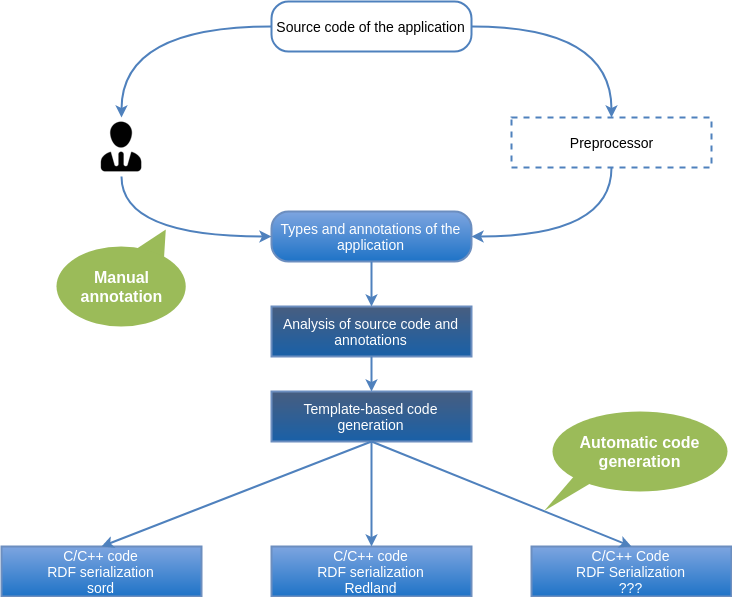 Source code of the application
Preprocessor
Types and annotations of the
application
Manual
annotation
Analysis of source code and
annotations
Template-based code
generation
Automatic code
generation
C/C++ code
RDF serialization
sord
C/C++ code
RDF serialization
Redland
C/C++ Code
RDF Serialization
???